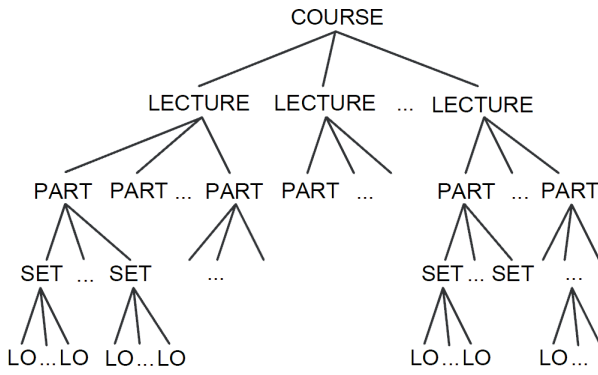 COURSE
LECTURE LECTURE ... LECTURE
PART PART ... PART PART ... PART ... PART
SET ... SET ... SET ... SET ...
LO ... LO LO ... LO LO ... LO LO ...